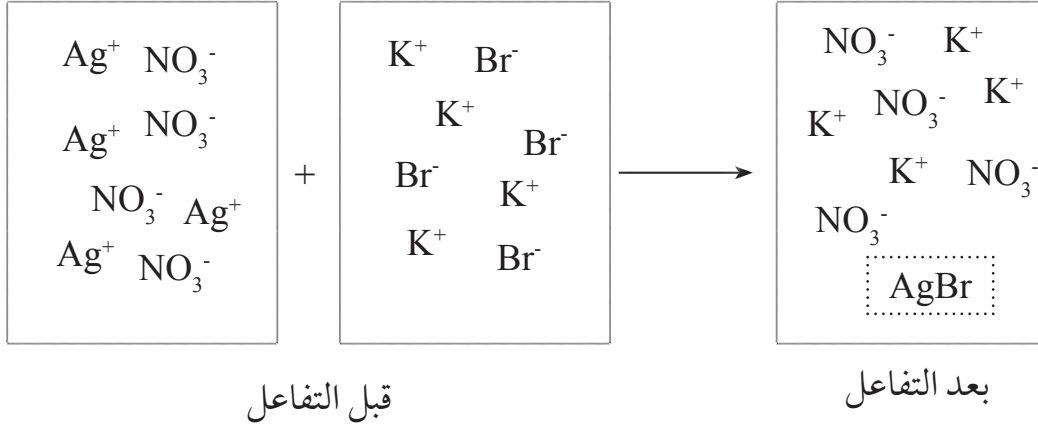 Ag⁺ NO₃⁻
Ag⁺ NO₃⁻
NO₃⁻ Ag⁺
Ag⁺ NO₃⁻
+
K⁺ Br⁻
K⁺
Br⁻
Br⁻ K⁺
K⁺ Br⁻
NO₃⁻ K⁺
K⁺ NO₃⁻ K⁺
K⁺ NO₃⁻
NO₃⁻
AgBr
قبل التفاعل
بعد التفاعل